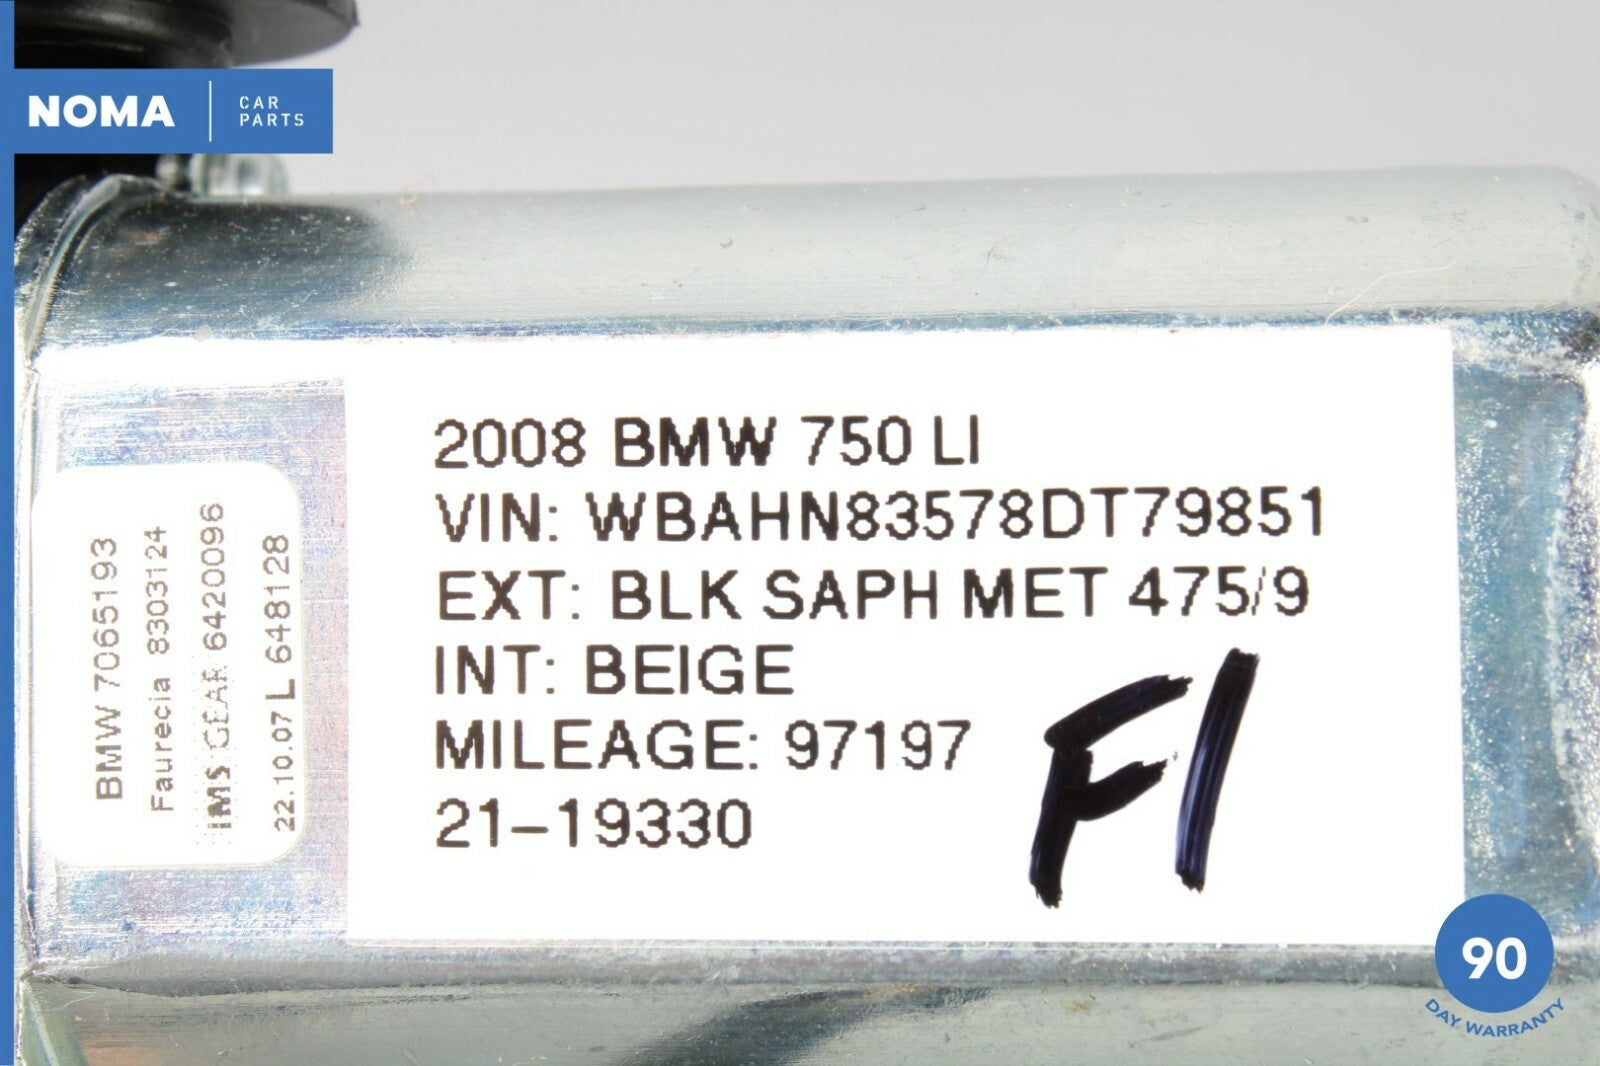 NOMA
CAR
PARTS
BMW 7065193
Faurecia 8303124
IMS GEAR 6420096
22.10.07 L 648128
2008 BMW 750 LI
VIN: WBAHN83578DT79851
EXT: BLK SAPH MET 475/9
INT: BEIGE
MILEAGE: 97197
21-19330
F1
90
DAY WARRANTY